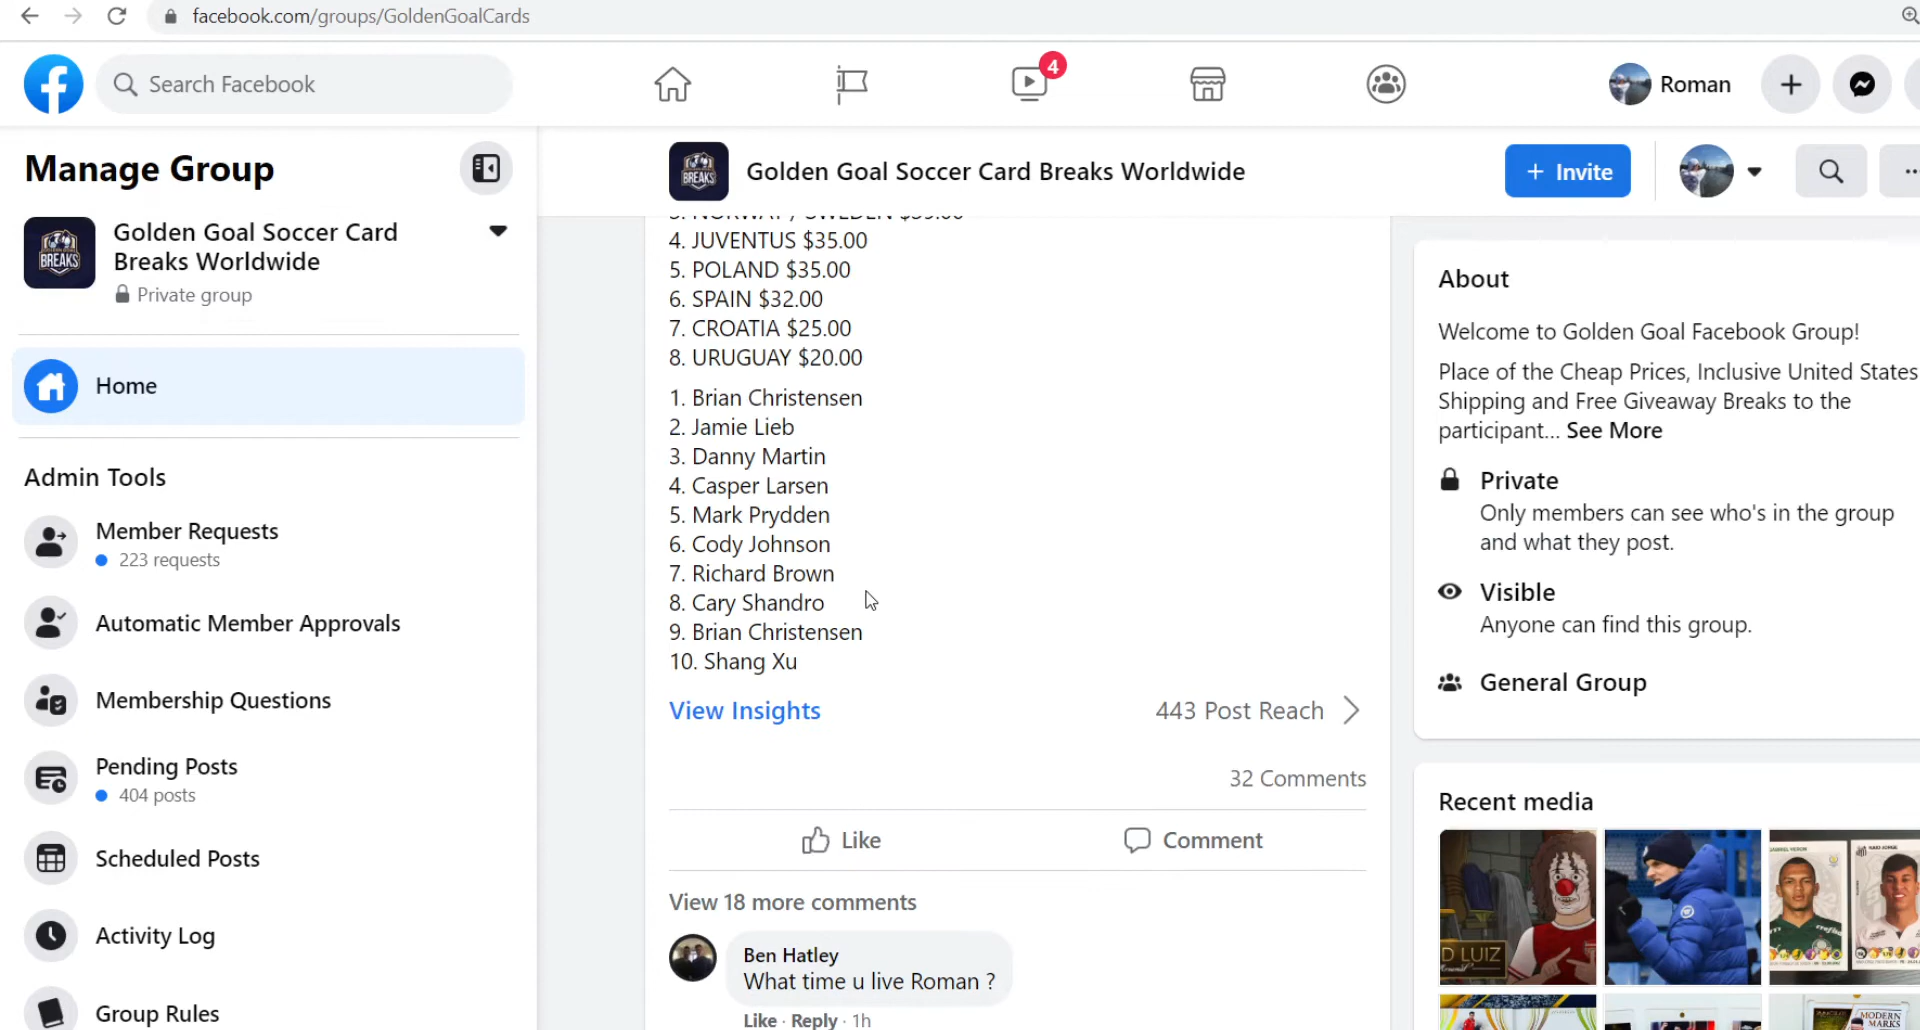 facebook.com/groups/GoldenGoalCards
Search Facebook
4
Roman
Manage Group
Golden Goal Soccer Card Breaks Worldwide
Private group
Home
Admin Tools
Member Requests
223 requests
Automatic Member Approvals
Membership Questions
Pending Posts
404 posts
Scheduled Posts
Activity Log
Group Rules
BREAKS
Golden Goal Soccer Card Breaks Worldwide
+ Invite
4. JUVENTUS $35.00
5. POLAND $35.00
6. SPAIN $32.00
7. CROATIA $25.00
8. URUGUAY $20.00
1. Brian Christensen
2. Jamie Lieb
3. Danny Martin
4. Casper Larsen
5. Mark Prydden
6. Cody Johnson
7. Richard Brown
8. Cary Shandro
9. Brian Christensen
10. Shang Xu
View Insights
443 Post Reach
32 Comments
Like
Comment
View 18 more comments
Ben Hatley
What time u live Roman ?
Like · Reply · 1h
About
Welcome to Golden Goal Facebook Group!
Place of the Cheap Prices, Inclusive United States
Shipping and Free Giveaway Breaks to the
participant... See More
Private
Only members can see who's in the group
and what they post.
Visible
Anyone can find this group.
General Group
Recent media
D LUIZ
MODERN
MARKS